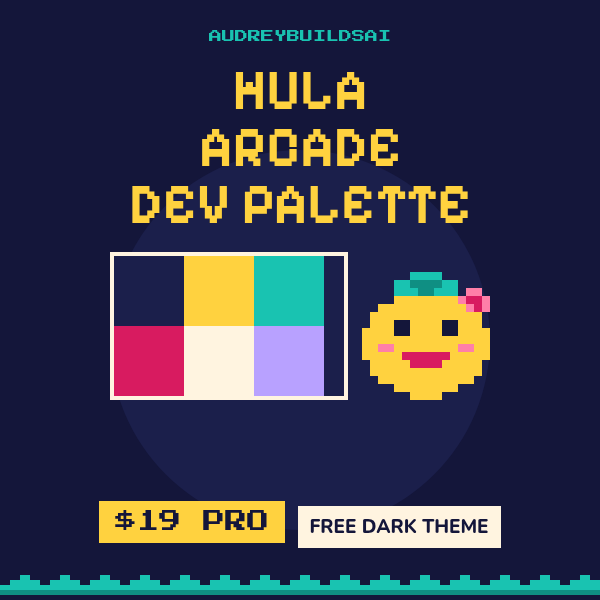 AUDREYBUILDSAI
HULA
ARCADE
DEV PALETTE
$19 PRO
FREE DARK THEME